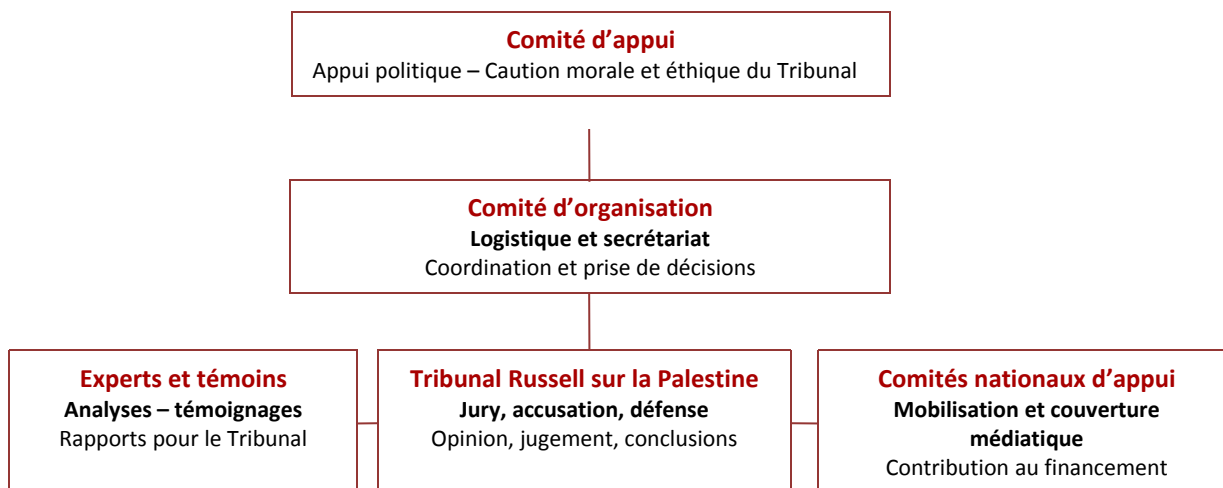 Comité d’appui
Appui politique – Caution morale et éthique du Tribunal
Comité d’organisation
Logistique et secrétariat
Coordination et prise de décisions
Experts et témoins
Analyses – témoignages
Rapports pour le Tribunal
Tribunal Russell sur la Palestine
Jury, accusation, défense
Opinion, jugement, conclusions
Comités nationaux d’appui
Mobilisation et couverture
médiatique
Contribution au financement